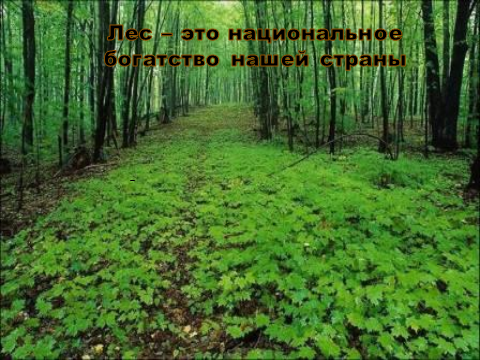 Лес – это национальное
богатство нашей страны